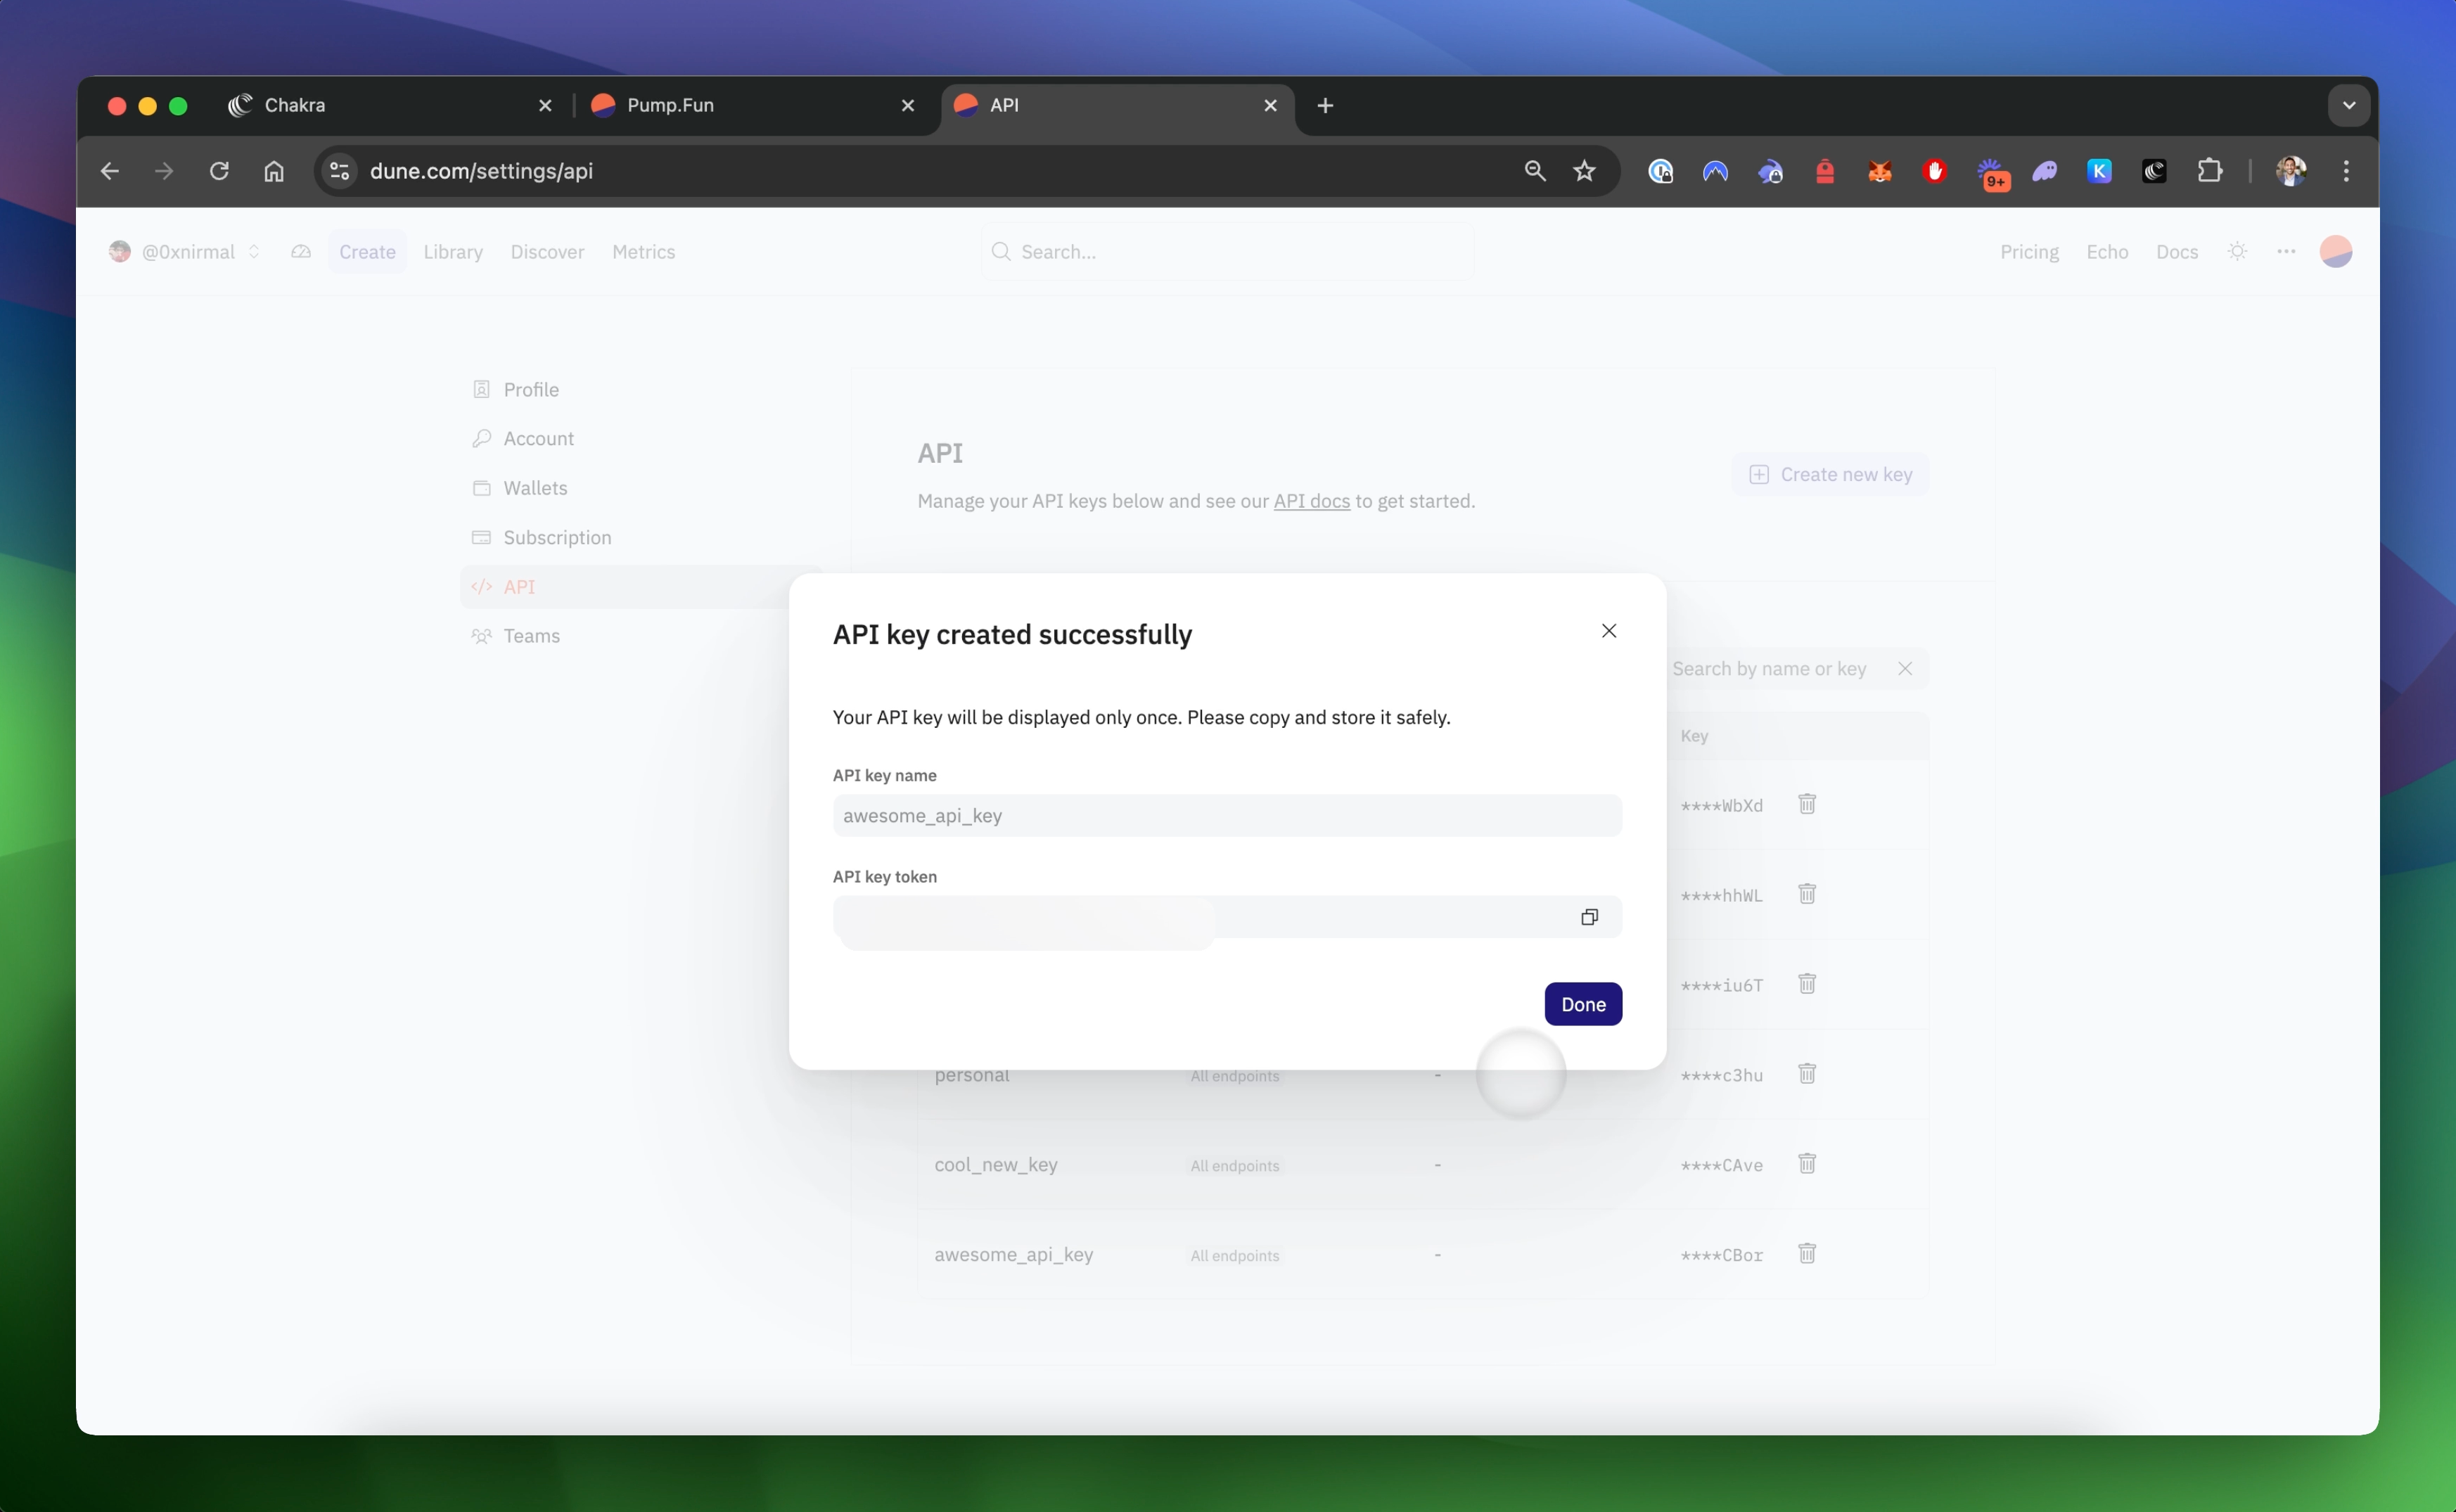 Chakra
Pump.Fun
API
dune.com/settings/api
9+
K
@0xnirmal
Create
Library
Discover
Metrics
Search...
Pricing
Echo
Docs
Profile
Account
Wallets
Subscription
</> API
Teams
API
Manage your API keys below and see our API docs to get started.
Create new key
API key created successfully
Your API key will be displayed only once. Please copy and store it safely.
API key name
awesome_api_key
API key token
Done
Search by name or key
Key
****WbXd
****hhWL
****iu6T
personal All endpoints - ****c3hu
cool_new_key All endpoints - ****CAve
awesome_api_key All endpoints - ****CBor